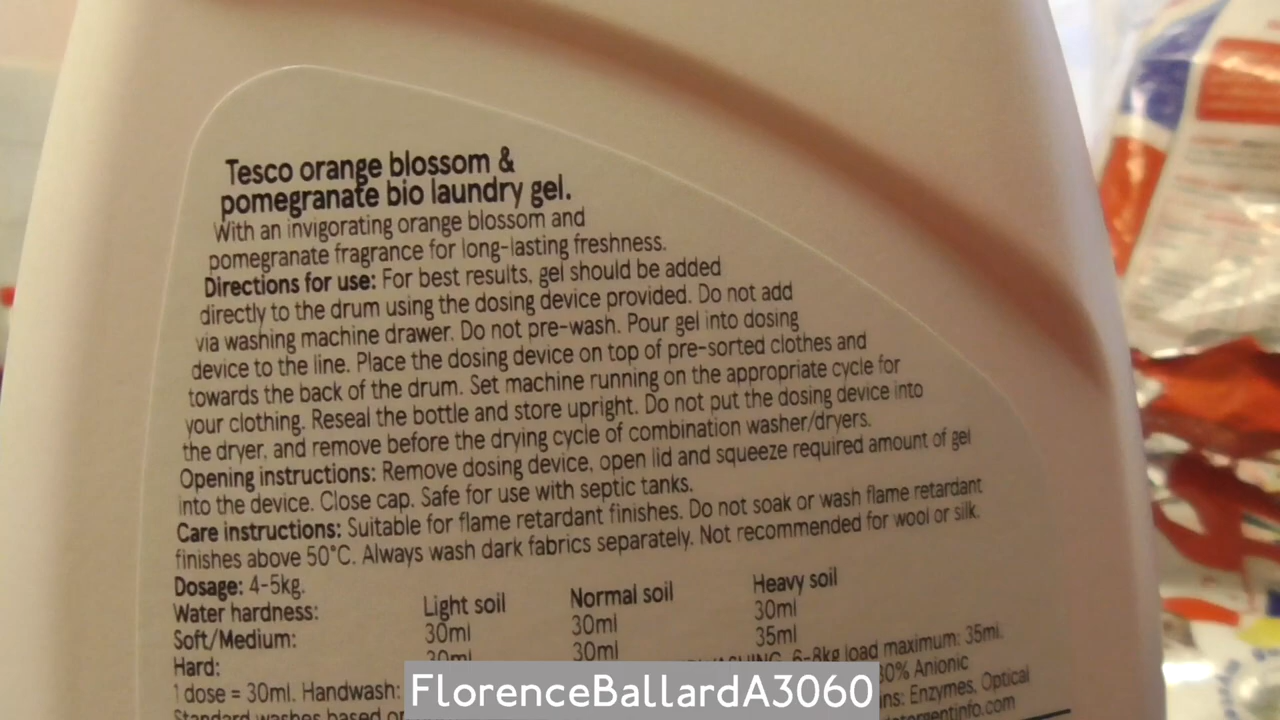 Tesco orange blossom &
pomegranate bio laundry gel.
With an invigorating orange blossom and
pomegranate fragrance for long-lasting freshness.
Directions for use: For best results, gel should be added
directly to the drum using the dosing device provided. Do not add
via washing machine drawer. Do not pre-wash. Pour gel into dosing
device to the line. Place the dosing device on top of pre-sorted clothes and
towards the back of the drum. Set machine running on the appropriate cycle for
your clothing. Reseal the bottle and store upright. Do not put the dosing device into
the dryer, and remove before the drying cycle of combination washer/dryers.
Opening instructions: Remove dosing device, open lid and squeeze required amount of gel
into the device. Close cap. Safe for use with septic tanks.
Care instructions: Suitable for flame retardant finishes. Do not soak or wash flame retardant
finishes above 50°C. Always wash dark fabrics separately. Not recommended for wool or silk.
Dosage: 4-5kg.
Water hardness: Light soil Normal soil Heavy soil
Soft/Medium: 30ml 30ml 30ml
Hard: 30ml 30ml 35ml
1 dose = 30ml. Handwash: 6-8kg load maximum: 35ml.
Standard washes based 30% Anionic
Enzymes, Optical
FlorenceBallardA3060